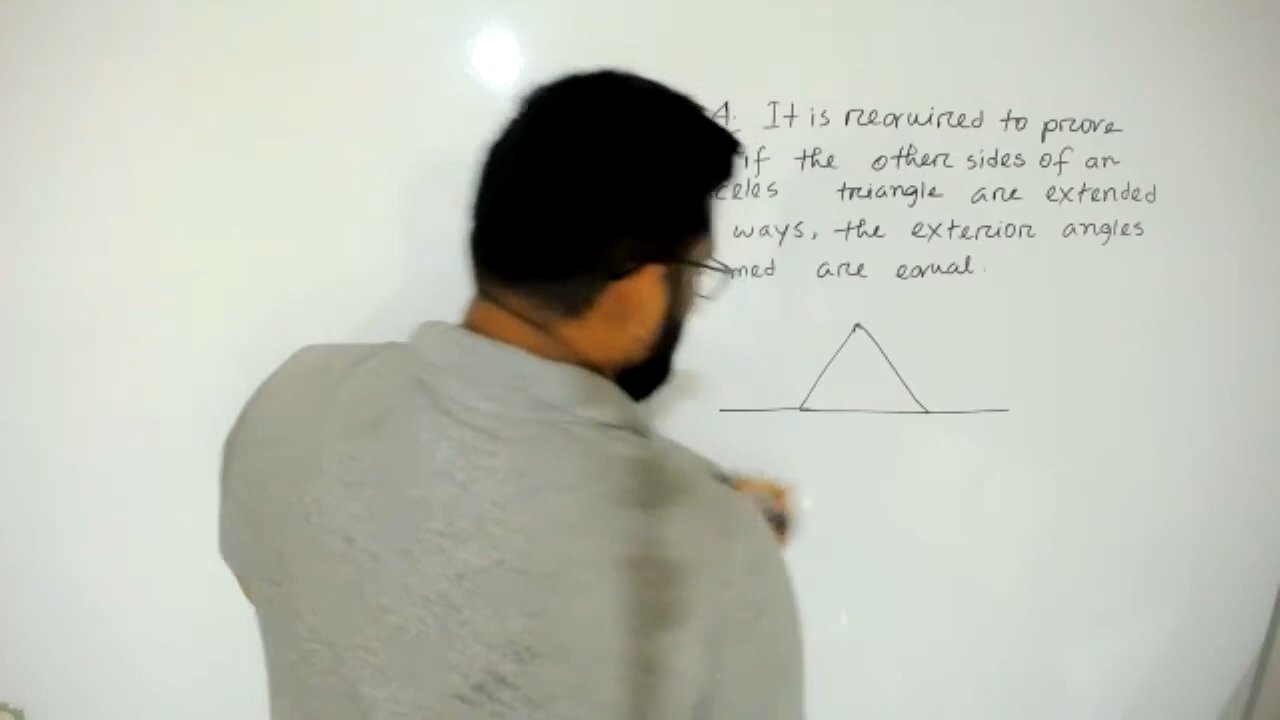 A. It is required to prove
if the other sides of an
celes triangle are extended
ways, the exterior angles
med are equal.